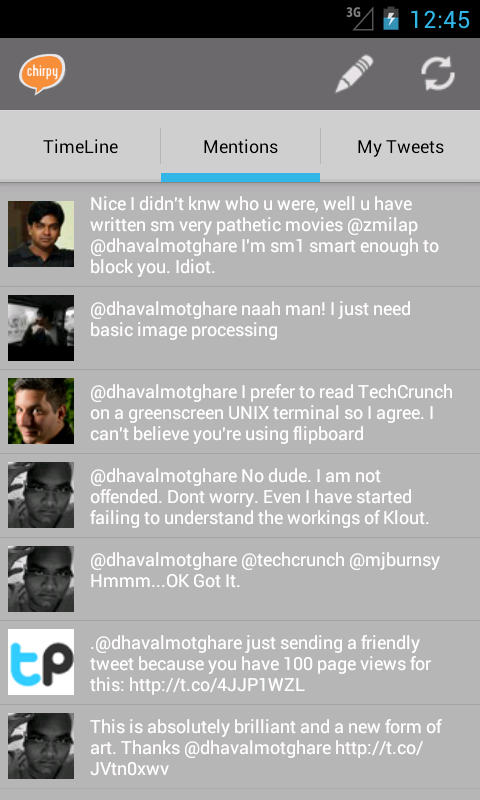 3G 12:45
chirpy
TimeLine Mentions My Tweets
Nice I didn't knw who u were, well u have
written sm very pathetic movies @zmilap
@dhavalmotghare I'm sm1 smart enough to
block you. Idiot.
@dhavalmotghare naah man! I just need
basic image processing
@dhavalmotghare I prefer to read TechCrunch
on a greenscreen UNIX terminal so I agree. I
can't believe you're using flipboard
@dhavalmotghare No dude. I am not
offended. Dont worry. Even I have started
failing to understand the workings of Klout.
@dhavalmotghare @techcrunch @mjburnsy
Hmmm...OK Got It.
tp
.@dhavalmotghare just sending a friendly
tweet because you have 100 page views for
this: http://t.co/4JJP1WZL
This is absolutely brilliant and a new form of
art. Thanks @dhavalmotghare http://t.co/
JVtn0xwv